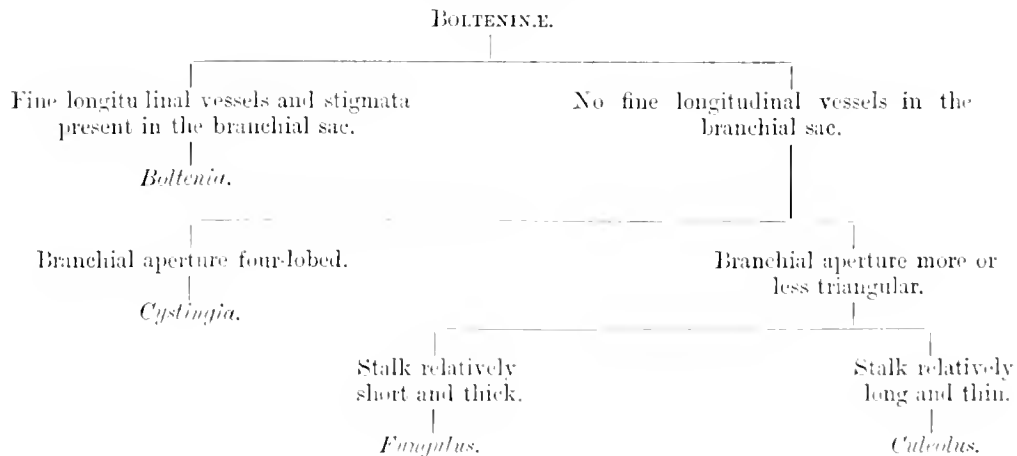 BOLTENINÆ.
Fine longitudinal vessels and stigmata
present in the branchial sac.
No fine longitudinal vessels in the
branchial sac.
Boltenia.
Branchial aperture four-lobed.
Branchial aperture more or
less triangular.
Cystingia.
Stalk relatively
short and thick.
Stalk relatively
long and thin.
Fungulus.
Culeolus.